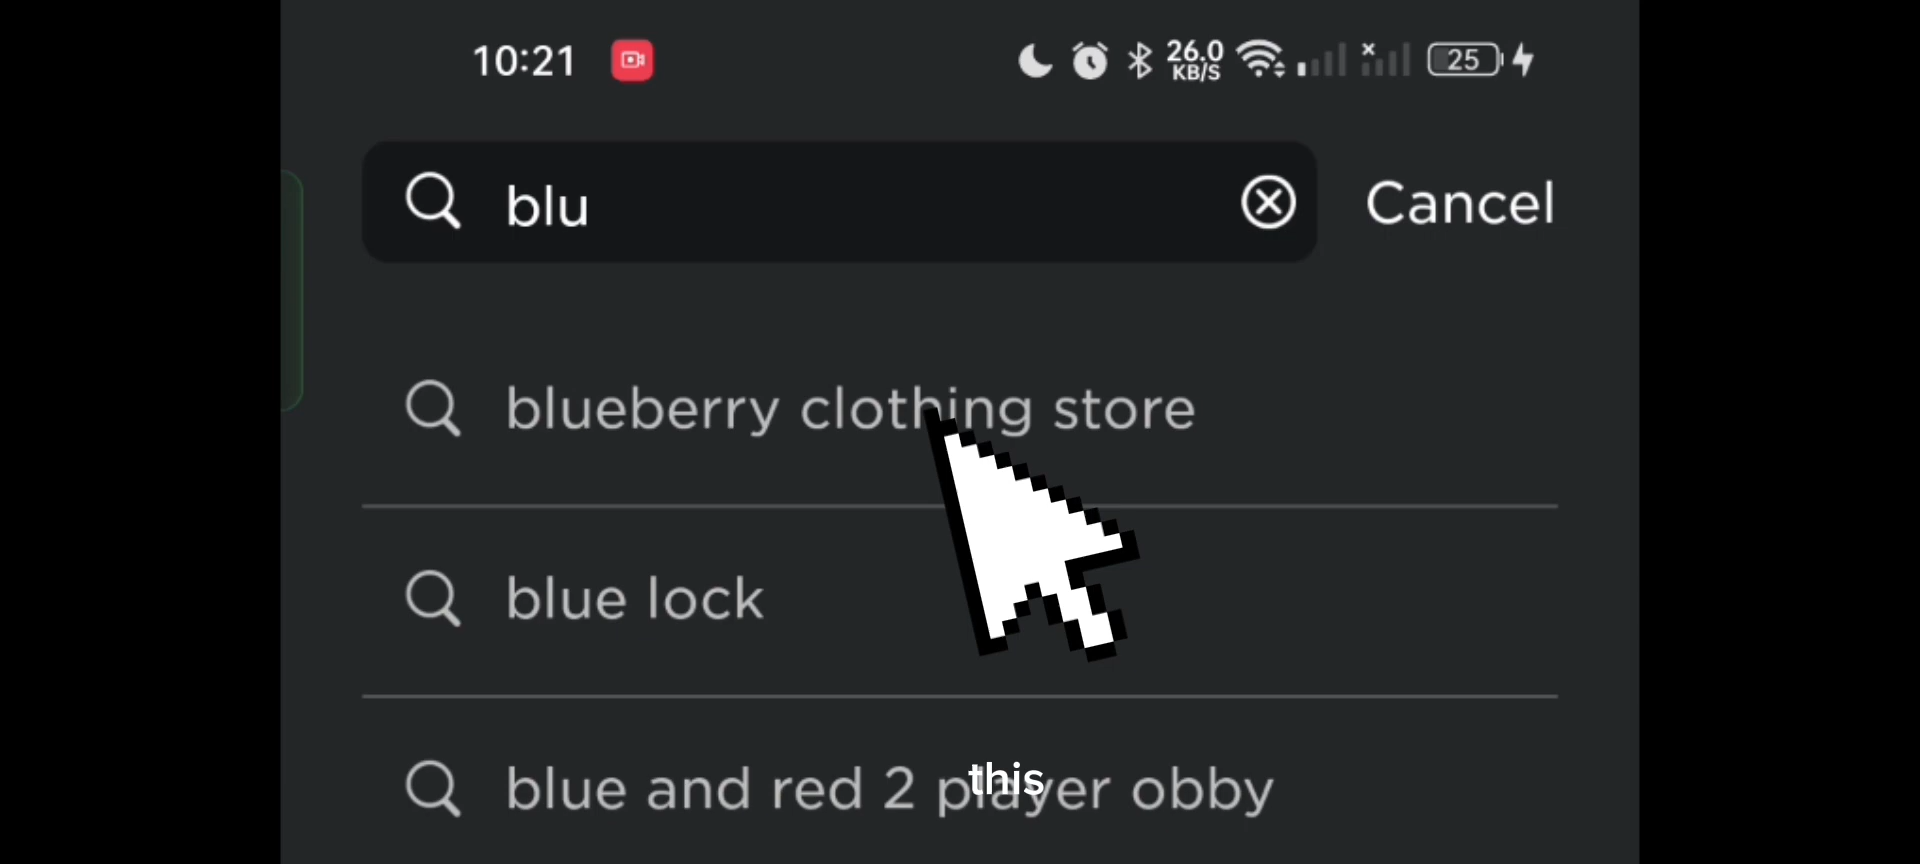 10:21
26.0
KB/S
25
blu
Cancel
blueberry clothing store
blue lock
blue and red 2 player obby
this